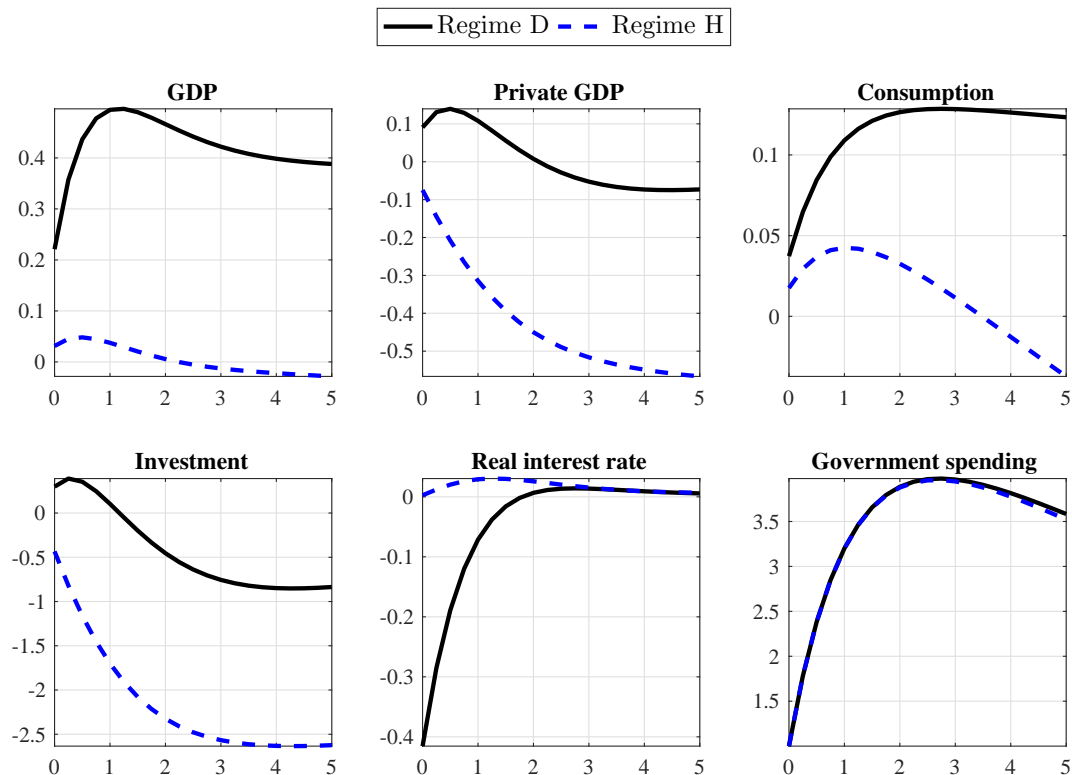 Regime D Regime H
GDP
0.4
0.3
0.2
0.1
0
0 1 2 3 4 5
Private GDP
0.1
0
-0.1
-0.2
-0.3
-0.4
-0.5
0 1 2 3 4 5
Consumption
0.1
0.05
0
0 1 2 3 4 5
Investment
0
-0.5
-1
-1.5
-2
-2.5
0 1 2 3 4 5
Real interest rate
0
-0.1
-0.2
-0.3
-0.4
0 1 2 3 4 5
Government spending
3.5
3
2.5
2
1.5
0 1 2 3 4 5